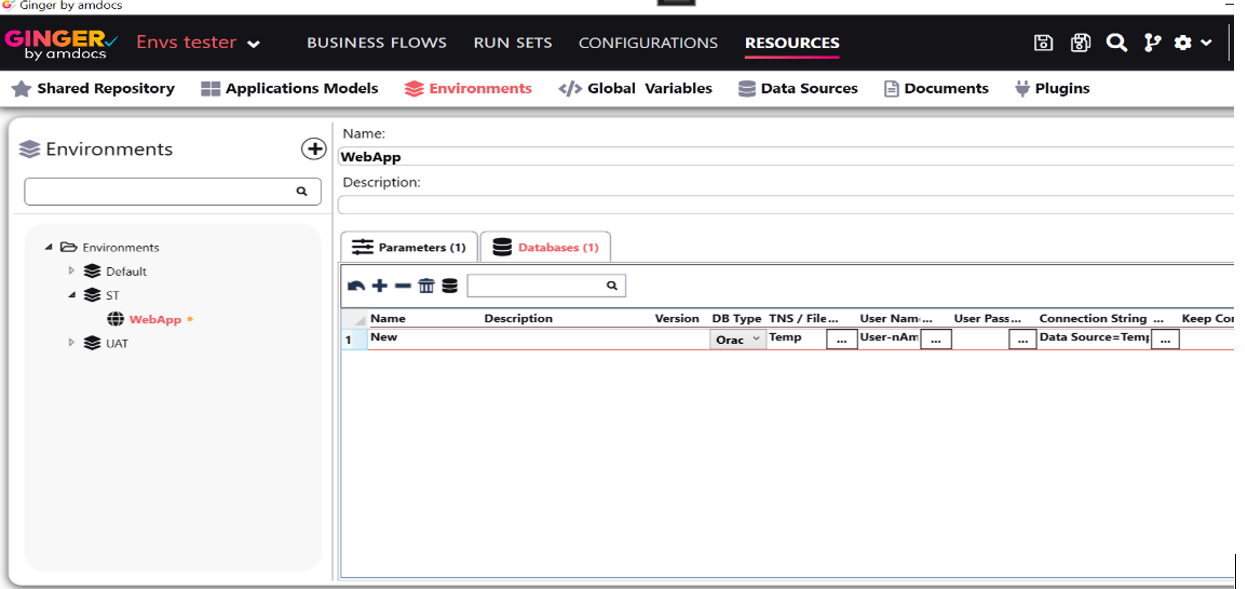 Ginger by amdocs
GINGER by amdocs
Envs tester
BUSINESS FLOWS RUN SETS CONFIGURATIONS RESOURCES
Shared Repository Applications Models Environments </> Global Variables Data Sources Documents Plugins
Environments
Name:
WebApp
Description:
Environments
Default
ST
WebApp *
UAT
Parameters (1) Databases (1)
Name Description Version DB Type TNS / File... User Nam... User Pass... Connection String ... Keep Con
1 New Orac Temp ... User-nAm ... ... Data Source=Temp ...